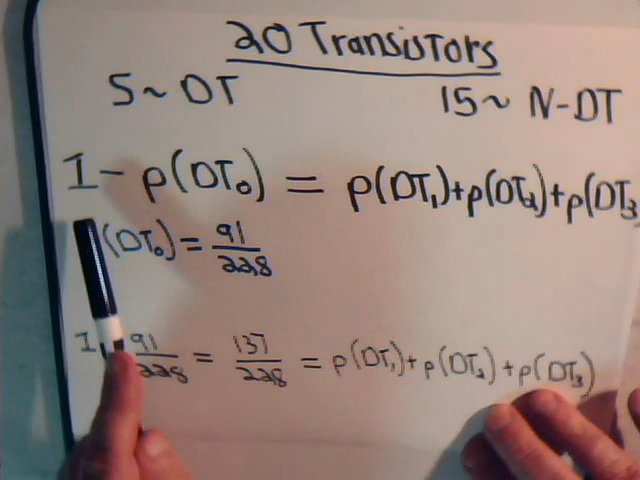 20 Transistors
5 ~ DT 15 ~ N-DT
1 - p(DT₀) = p(DT₁)+p(DT₂)+p(DT₃
(DT₀) = 91/228
1 91/228 = 137/228 = p(DT₁)+p(DT₂)+p(DT₃)